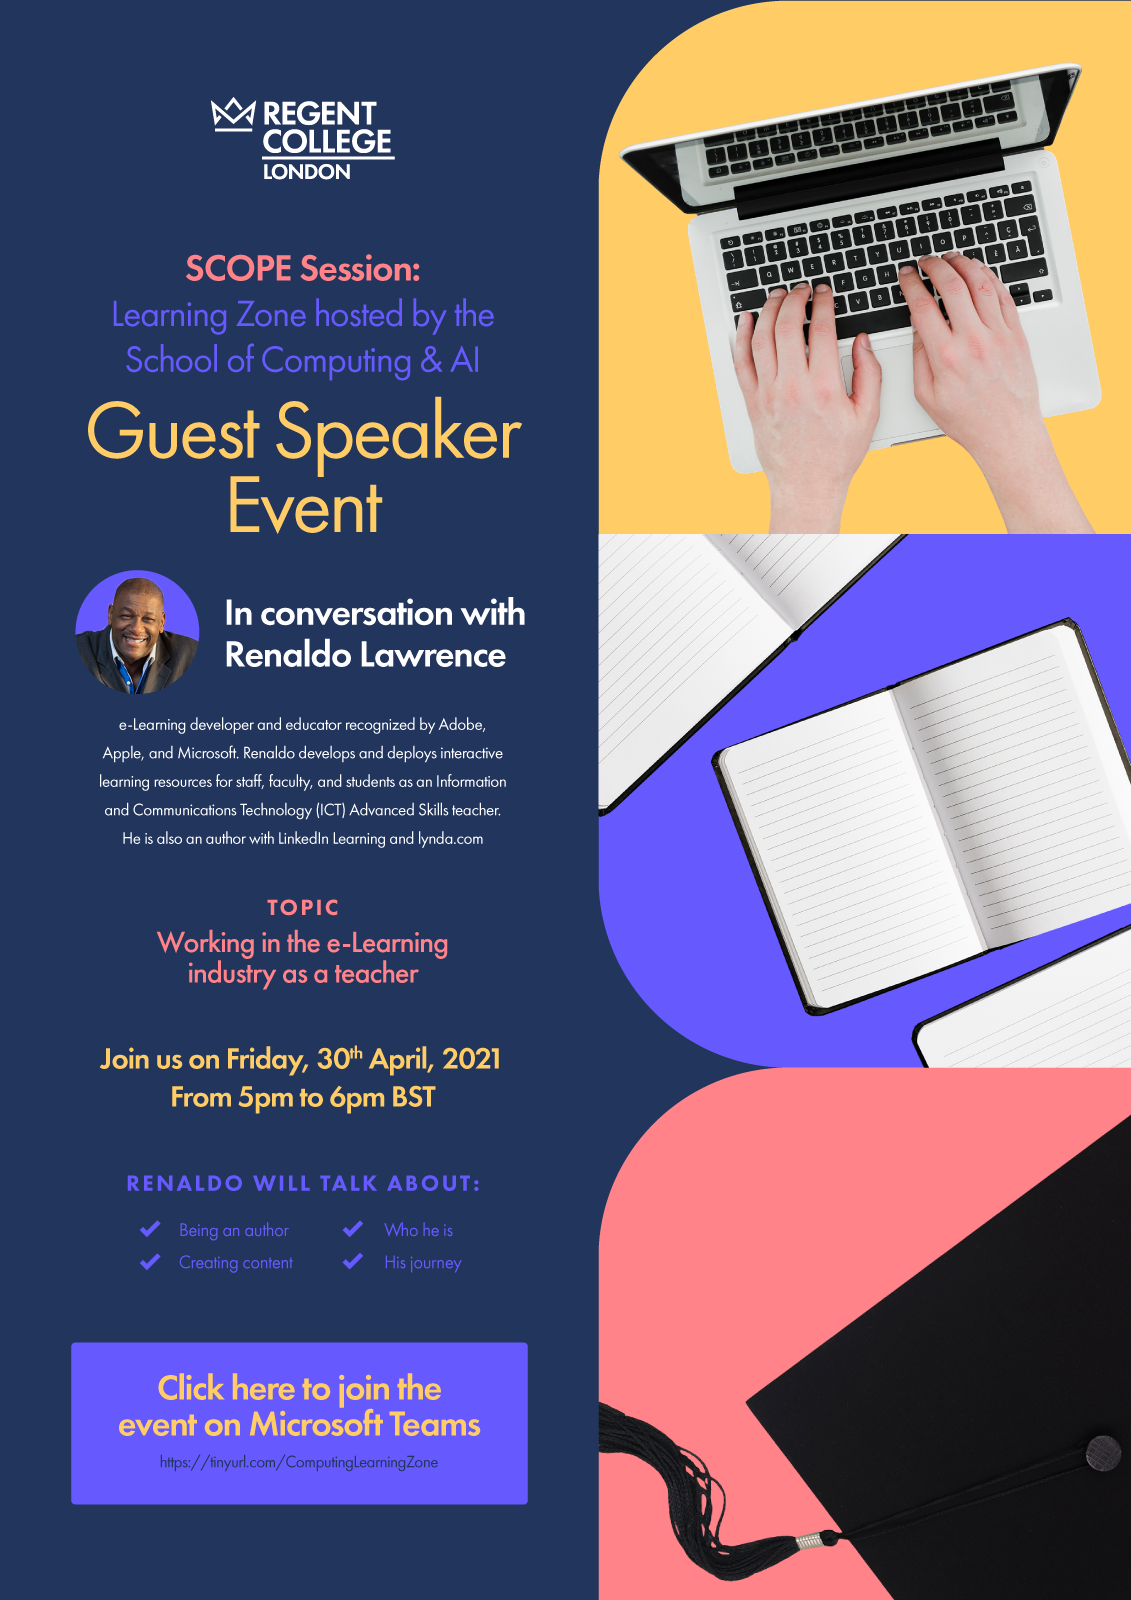 REGENT
COLLEGE
LONDON
SCOPE Session:
Learning Zone hosted by the
School of Computing & AI
Guest Speaker
Event
In conversation with
Renaldo Lawrence
e-Learning developer and educator recognized by Adobe,
Apple, and Microsoft. Renaldo develops and deploys interactive
learning resources for staff, faculty, and students as an Information
and Communications Technology (ICT) Advanced Skills teacher.
He is also an author with LinkedIn Learning and lynda.com
TOPIC
Working in the e-Learning
industry as a teacher
Join us on Friday, 30th April, 2021
From 5pm to 6pm BST
RENALDO WILL TALK ABOUT:
Being an author
Who he is
Creating content
His journey
Click here to join the
event on Microsoft Teams
https://tinyurl.com/ComputingLearningZone